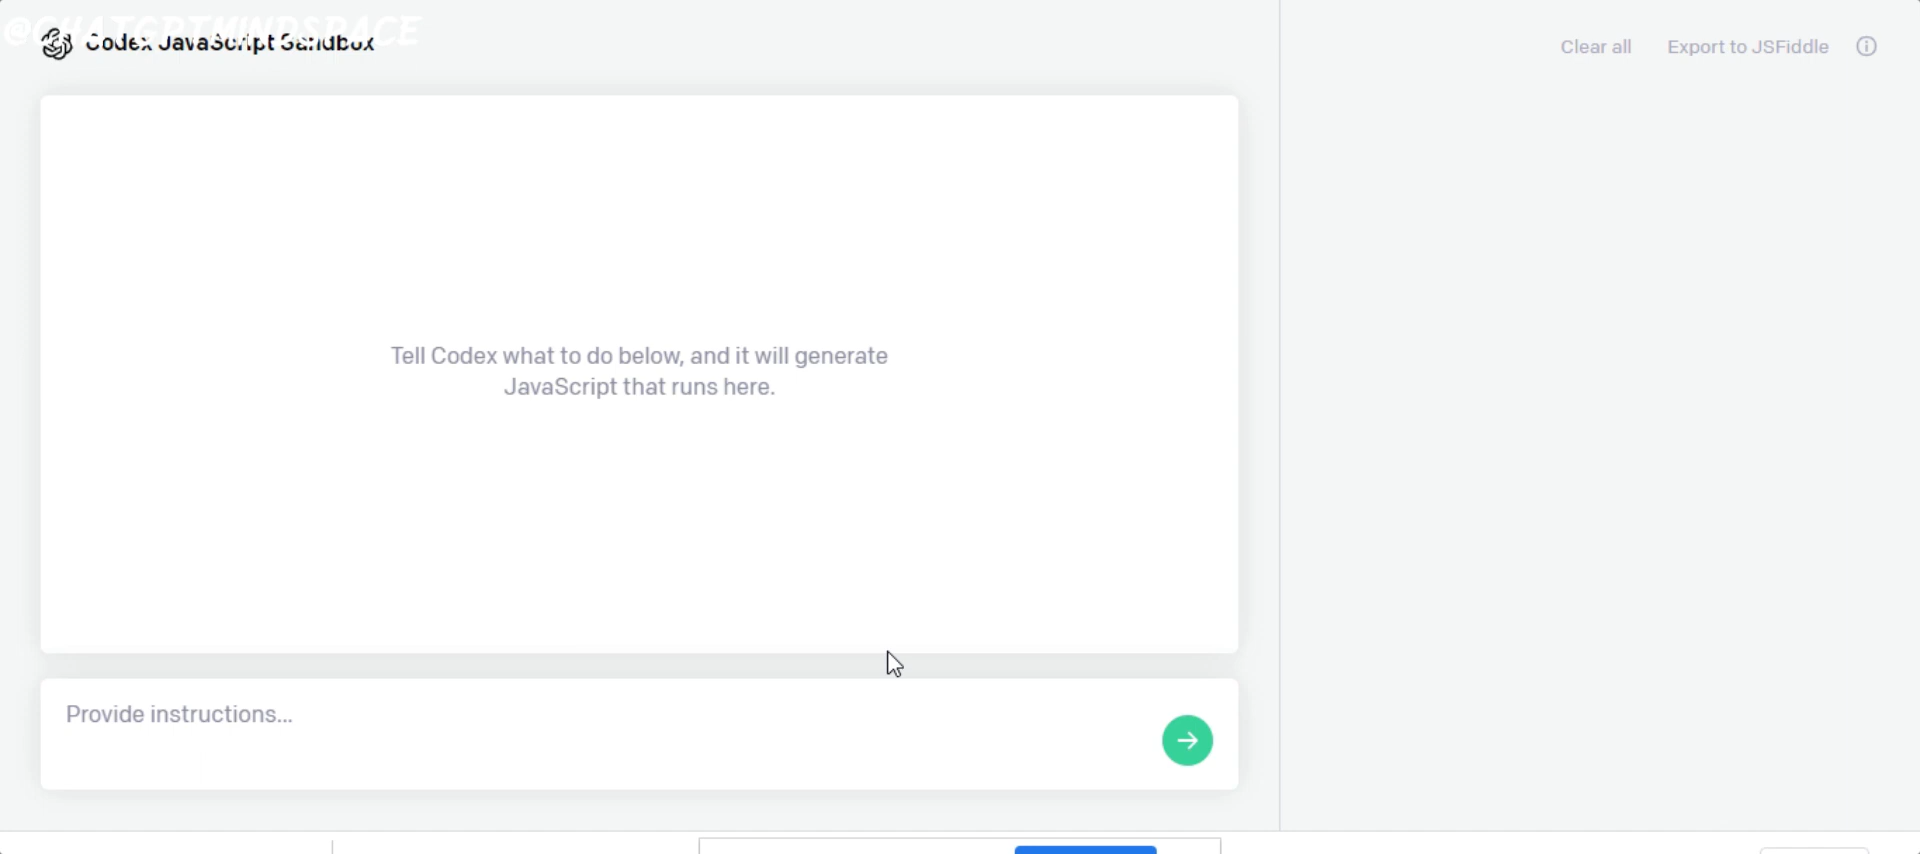 @CHATGPTMINDSPACE
Codex JavaScript Sandbox
Clear all
Export to JSFiddle
Tell Codex what to do below, and it will generate
JavaScript that runs here.
Provide instructions...